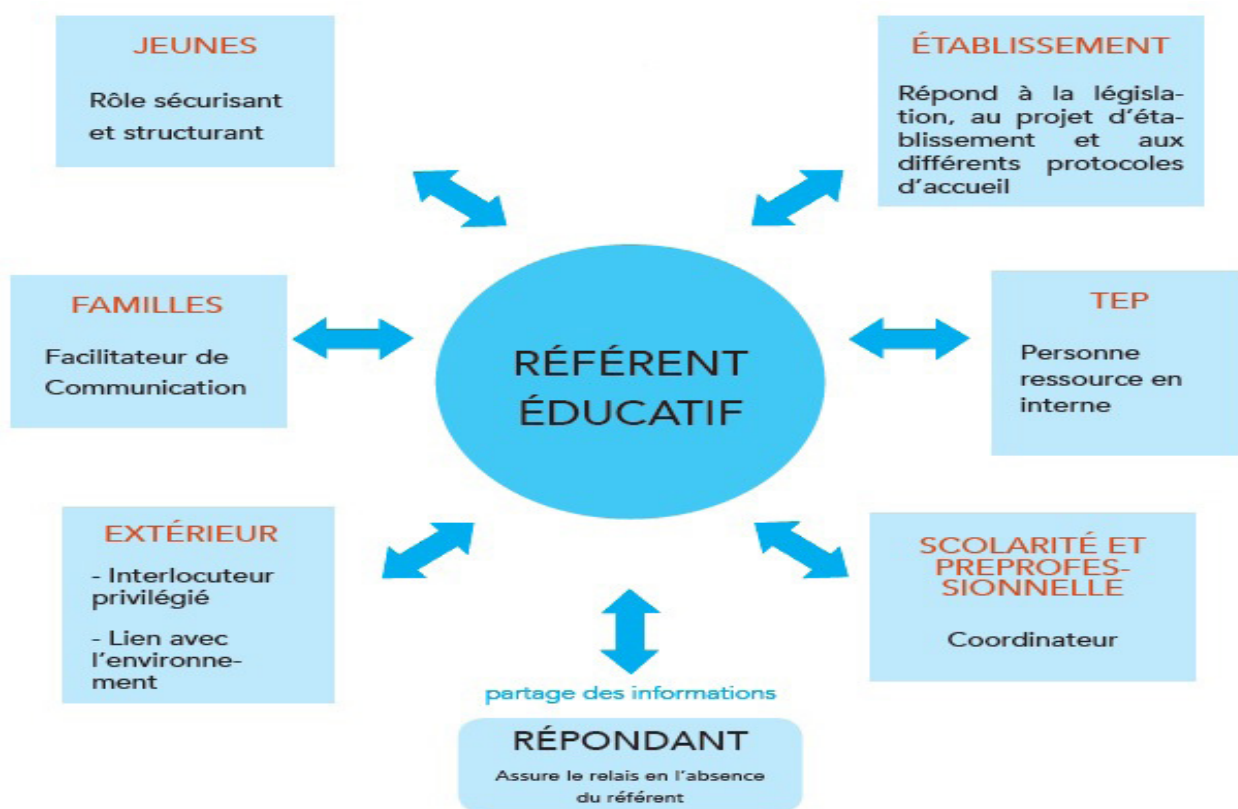 JEUNES
Rôle sécurisant
et structurant
ÉTABLISSEMENT
Répond à la législa-
tion, au projet d'éta-
blissement et aux
différents protocoles
d'accueil
FAMILLES
Facilitateur de
Communication
RÉFÉRENT
ÉDUCATIF
TEP
Personne
ressource en
interne
EXTÉRIEUR
- Interlocuteur
privilégié
- Lien avec
l'environne-
ment
SCOLARITÉ ET
PREPROFES-
SIONNELLE
Coordinateur
partage des informations
RÉPONDANT
Assure le relais en l'absence
du référent